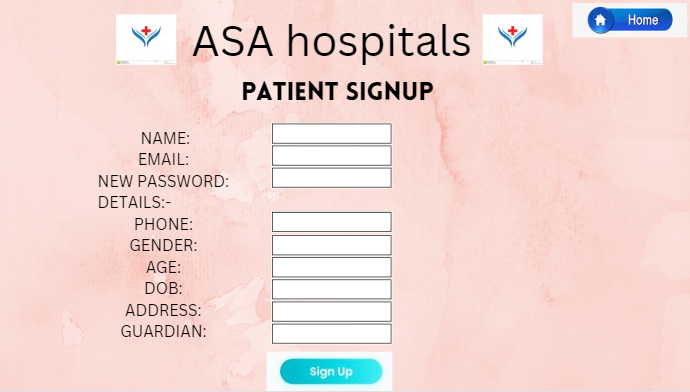 ASA hospitals
Home
PATIENT SIGNUP
NAME:
EMAIL:
NEW PASSWORD:
DETAILS:-
PHONE:
GENDER:
AGE:
DOB:
ADDRESS:
GUARDIAN:
Sign Up